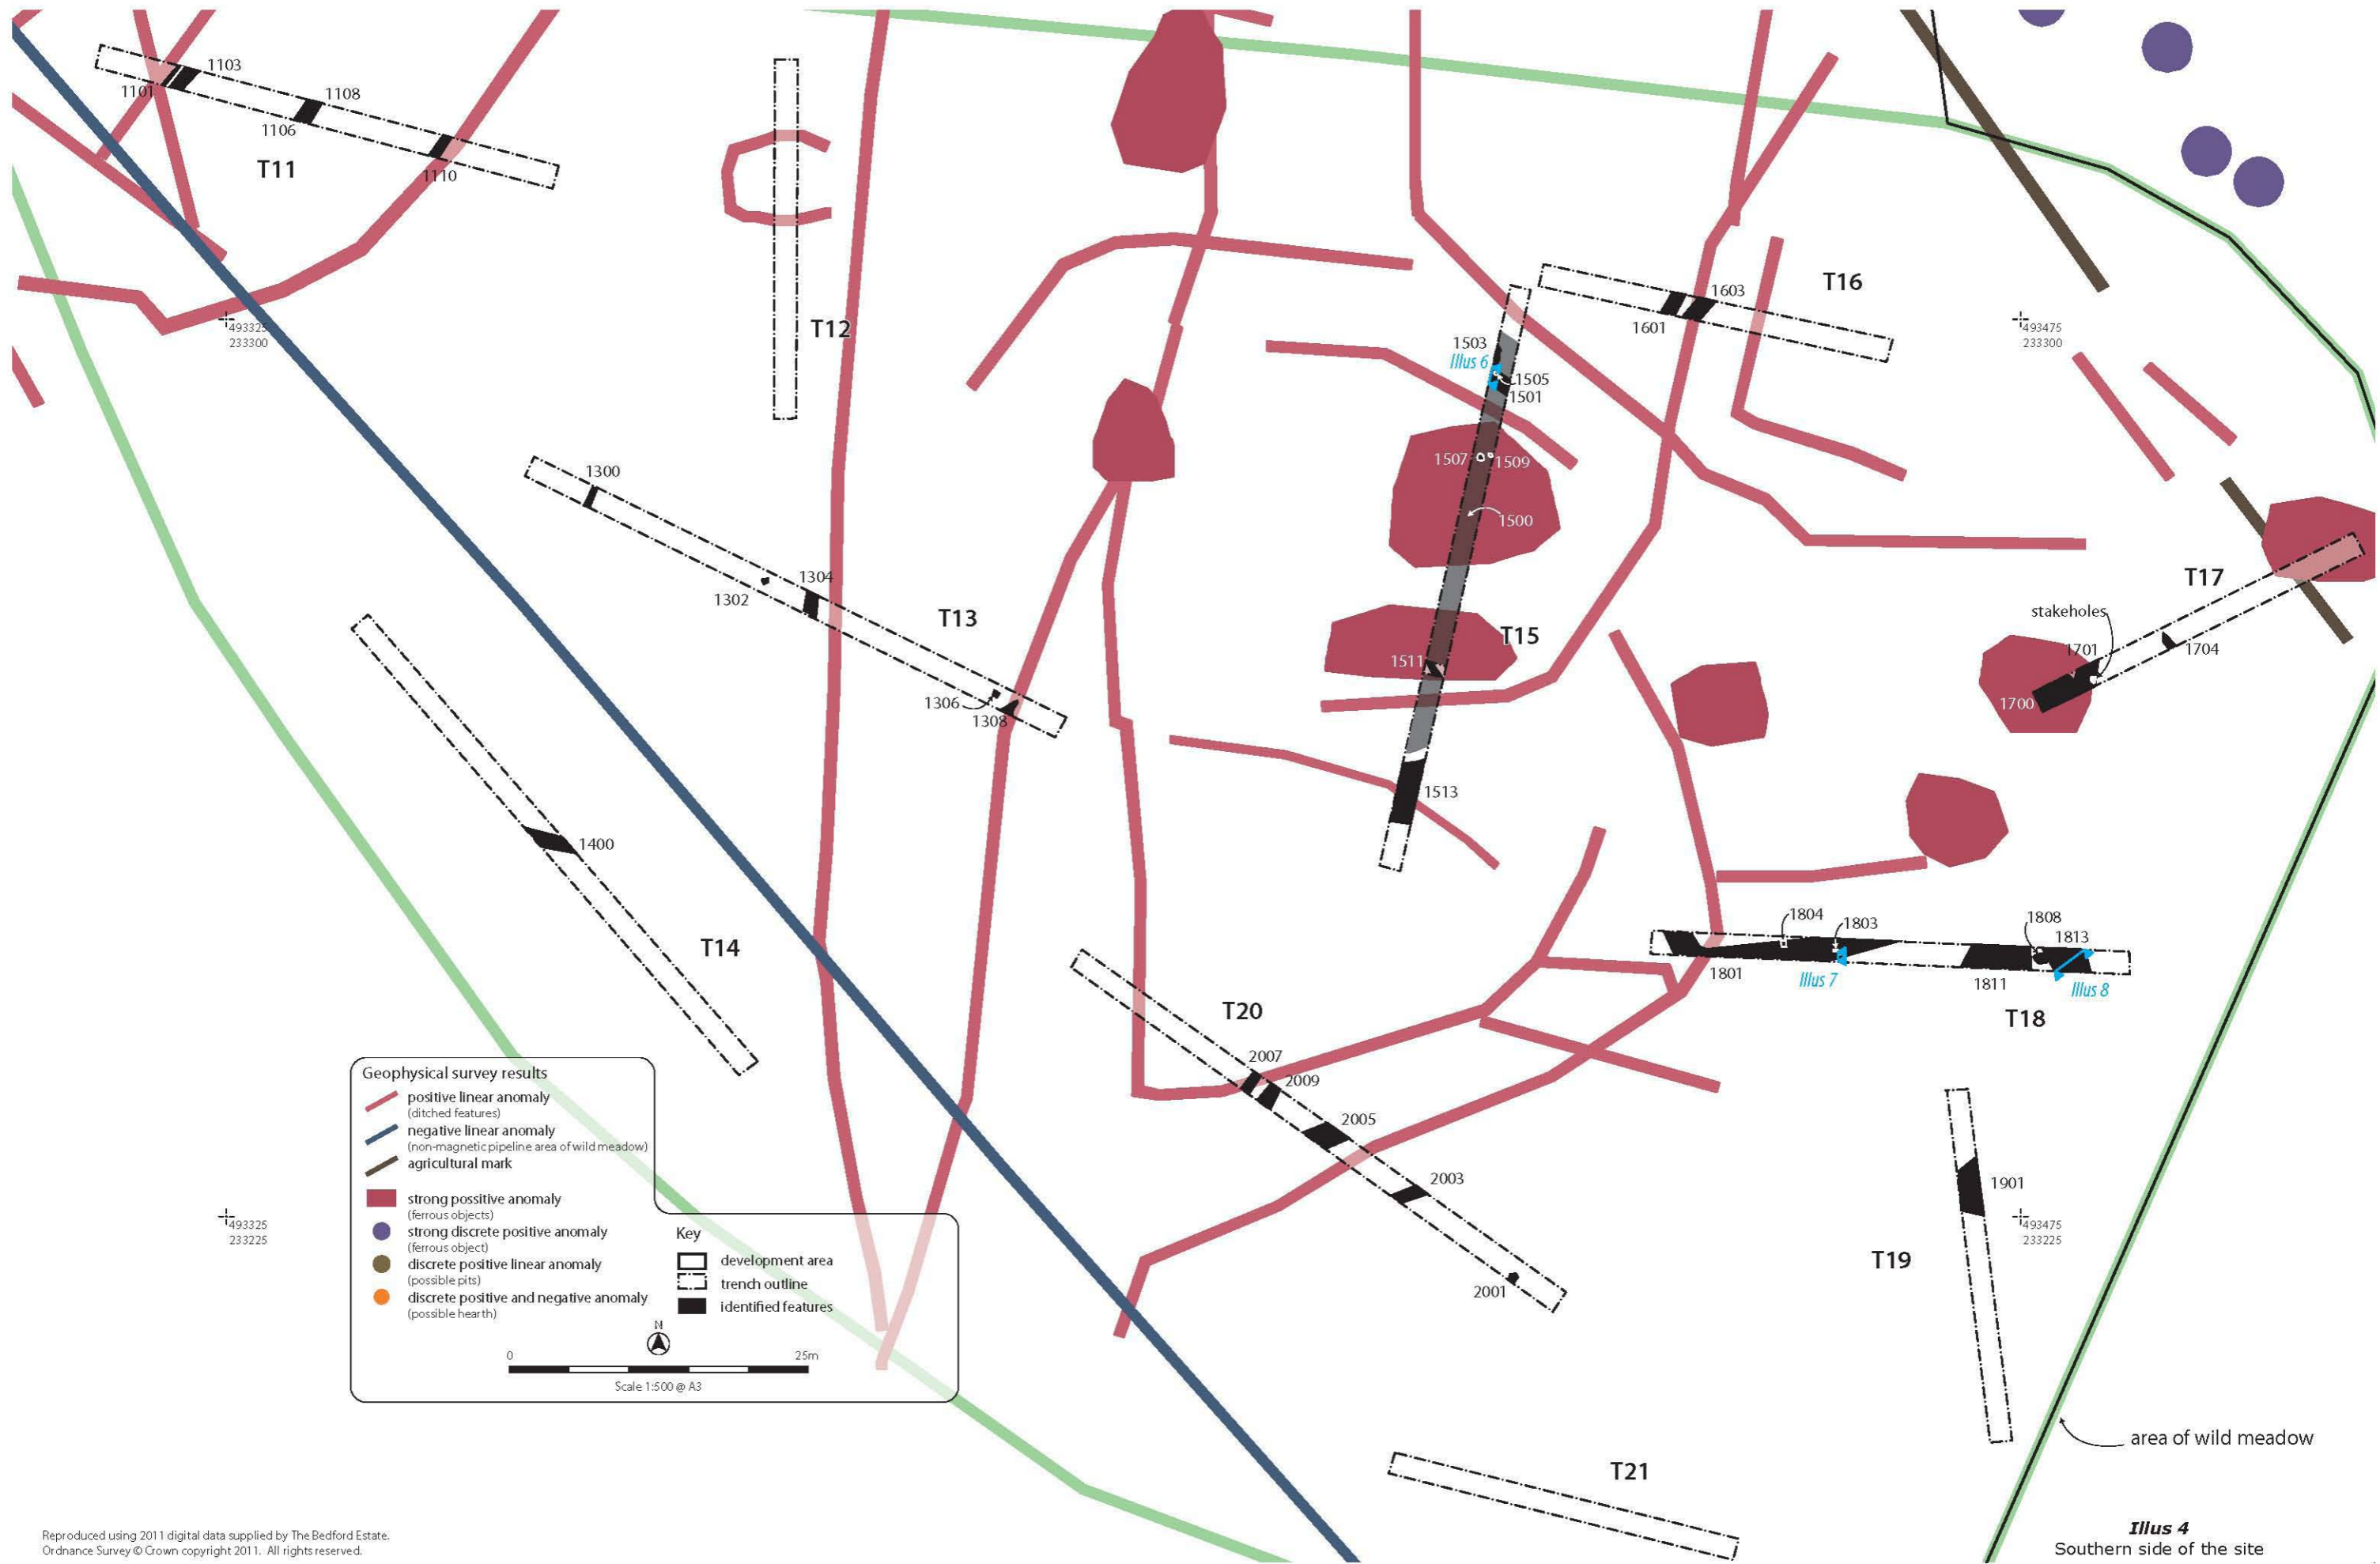 1103
1101
1108
1106
T11
1110
T12
493325
233300
T16
1603
1601
493475
233300
1503
Illus 6
1505
1501
1507
1509
1500
T15
1511
1513
1300
1302
1304
T13
1306
1308
T17
stakeholes
1701
1704
1700
1400
T14
1804
1803
1808
1813
1801
Illus 7
1811
Illus 8
T18
T20
2007
2009
2005
2003
2001
1901
T19
493475
233225
493325
233225
T21
area of wild meadow
Geophysical survey results
positive linear anomaly
(ditched features)
negative linear anomaly
(non-magnetic pipeline area of wild meadow)
agricultural mark
strong possitive anomaly
(ferrous objects)
strong discrete positive anomaly
(ferrous object)
discrete positive linear anomaly
(possible pits)
discrete positive and negative anomaly
(possible hearth)
Key
development area
trench outline
identified features
N
0 25m
Scale 1:500 @ A3
Reproduced using 2011 digital data supplied by The Bedford Estate.
Ordnance Survey © Crown copyright 2011. All rights reserved.
Illus 4
Southern side of the site